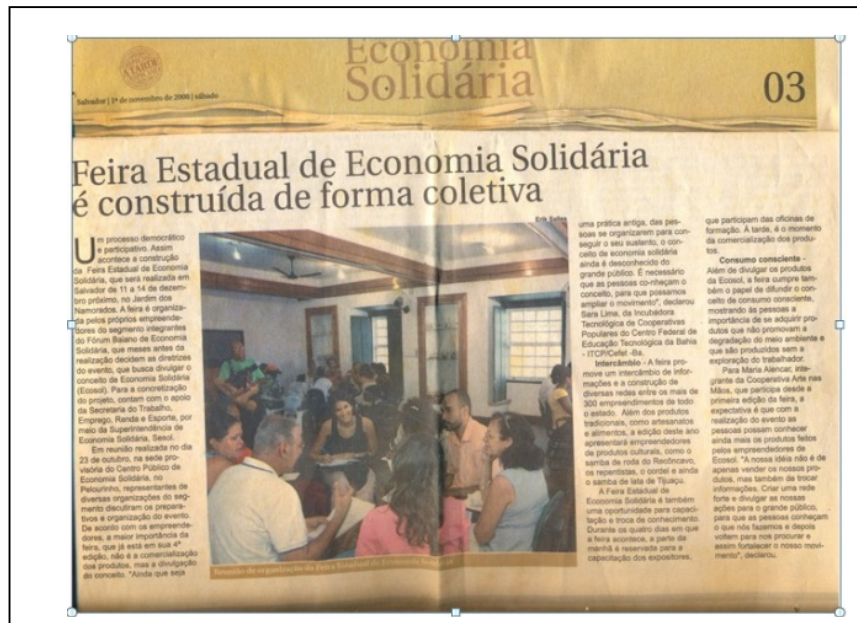 A TARDE
Salvador | 1º de novembro de 2008 | sábado
Economia
Solidária
03
Feira Estadual de Economia Solidária
é construída de forma coletiva
Erik Salles
Um processo democrático
e participativo. Assim
acontece a construção
da Feira Estadual de Economia
Solidária, que será realizada em
Salvador de 11 a 14 de dezem-
bro próximo, no Jardim dos
Namorados. A feira é organiza-
da pelos próprios empreende-
dores do segmento integrantes
do Fórum Baiano de Economia
Solidária, que meses antes da
realização decidem as diretrizes
do evento, que busca divulgar o
conceito de Economia Solidária
(Ecosol). Para a concretização
do projeto, contam com o apoio
da Secretaria do Trabalho,
Emprego, Renda e Esporte, por
meio da Superintendência de
Economia Solidária, Sesol.
Em reunião realizada no dia
23 de outubro, na sede pro-
visória do Centro Público de
Economia Solidária, no
Pelourinho, representantes de
diversas organizações do seg-
mento discutiram os prepara-
tivos e organização do evento.
De acordo com os empreende-
dores, a maior importância da
feira, que já está em sua 4ª
edição, não é a comercialização
dos produtos, mas a divulgação
do conceito. "Ainda que seja
Reunião de organização da Feira Estadual de Economia Solidária
uma prática antiga, das pes-
soas se organizarem para con-
seguir o seu sustento, o con-
ceito de economia solidária
ainda é desconhecido do
grande público. É necessário
que as pessoas co-nheçam o
conceito, para que possamos
ampliar o movimento", declarou
Sara Lima, da Incubadora
Tecnológica de Cooperativas
Populares do Centro Federal de
Educação Tecnológica da Bahia
- ITCP/Cefet -Ba.
Intercâmbio - A feira pro-
move um intercâmbio de infor-
mações e a construção de
diversas redes entre os mais de
300 empreendimentos de todo
o estado. Além dos produtos
tradicionais, como artesanatos
e alimentos, a edição deste ano
apresentará empreendedores
de produtos culturais, como o
samba de roda do Recôncavo,
os repentistas, o cordel e ainda
o samba de lata de Tijuaçu.
A Feira Estadual de
Economia Solidária é também
uma oportunidade para capaci-
tação e troca de conhecimento.
Durante os quatro dias em que
a feira acontece, a parte da
manhã é reservada para a
capacitação dos expositores,
que participam das oficinas de
formação. À tarde, é o momento
da comercialização dos produ-
tos.
Consumo consciente -
Além de divulgar os produtos
da Ecosol, a feira cumpre tam-
bém o papel de difundir o con-
ceito de consumo consciente,
mostrando às pessoas a
importância de se adquirir pro-
dutos que não promovam a
degradação do meio ambiente e
que são produzidos sem a
exploração do trabalhador.
Para Maria Alencar, inte-
grante da Cooperativa Arte nas
Mãos, que participa desde a
primeira edição da feira, a
expectativa é que com a
realização do evento as
pessoas possam conhecer
ainda mais os produtos feitos
pelos empreendedores de
Ecosol. "A nossa idéia não é de
apenas vender os nossos pro-
dutos, mas também de trocar
informações. Criar uma rede
forte e divulgar as nossas
ações para o grande público,
para que as pessoas conheçam
o que nós fazemos e depois
voltem para nos procurar e
assim fortalecer o nosso movi-
mento", declarou.